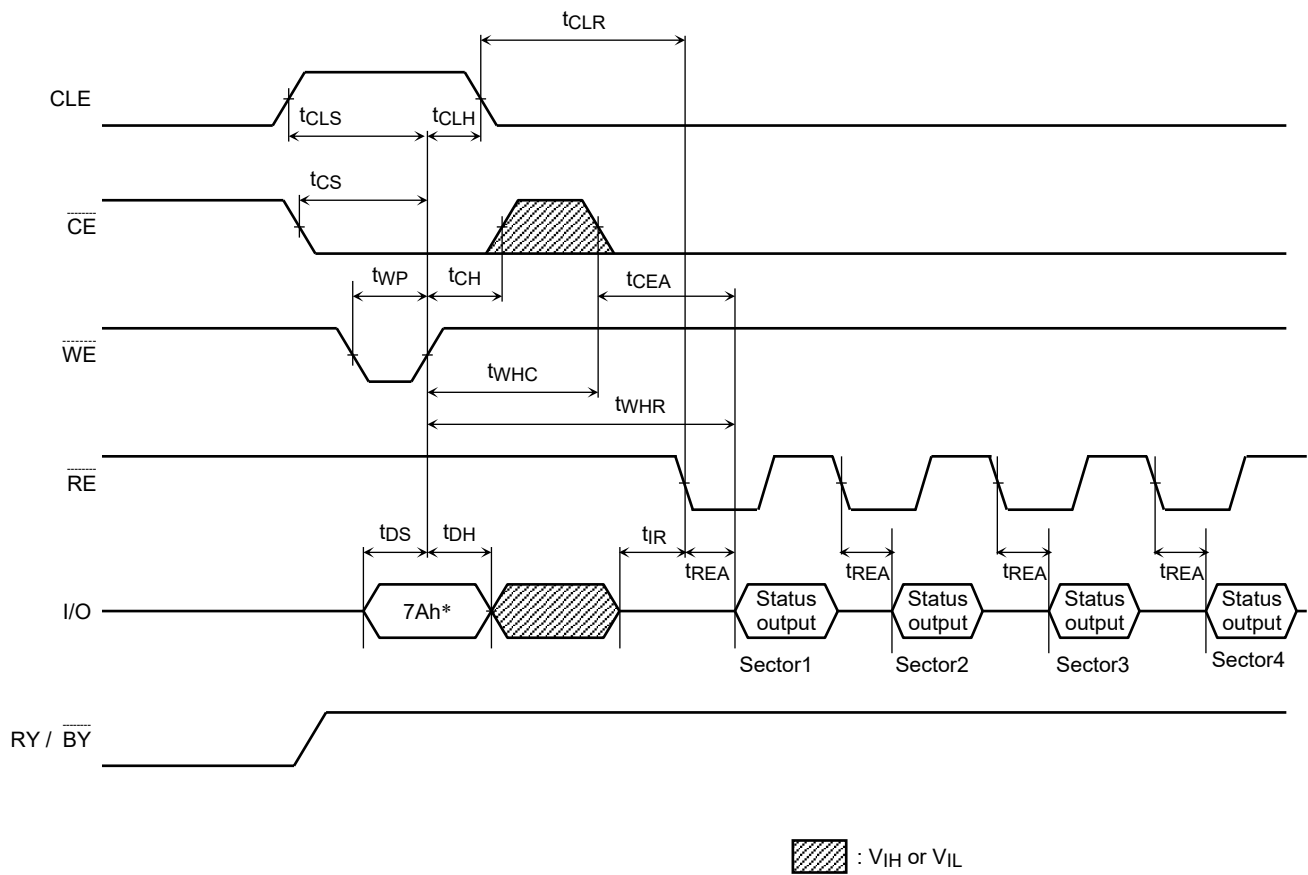 tCLR
CLE
tCLS
tCLH
tCS
CE
tWP
tCH
tCEA
WE
tWHC
tWHR
RE
tDS
tDH
tIR
tREA
tREA
tREA
tREA
I/O
7Ah*
Status output
Status output
Status output
Status output
Sector1
Sector2
Sector3
Sector4
RY / BY
: VIH or VIL